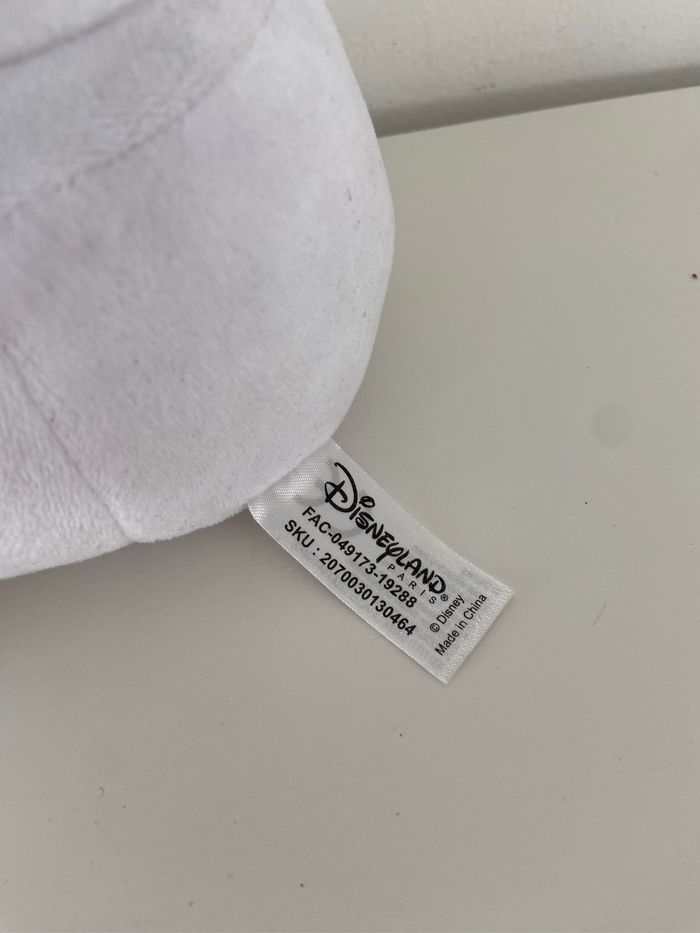 DISNEYLAND®
PARIS
FAC-049173-19288
SKU : 2070030130464
© Disney
Made in China